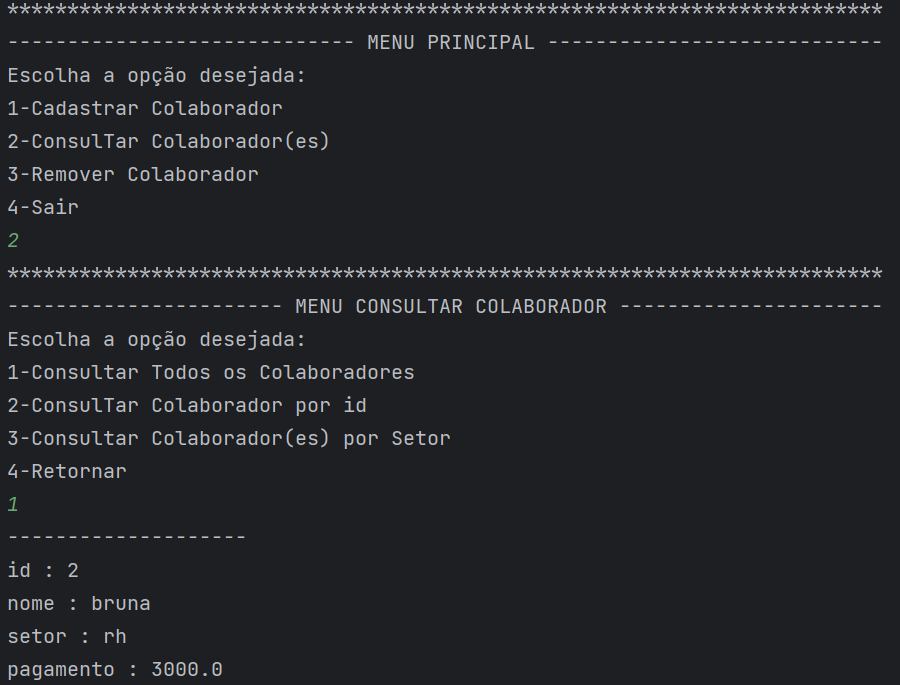 *************************************************************************
----------------------------- MENU PRINCIPAL ----------------------------
Escolha a opção desejada:
1-Cadastrar Colaborador
2-ConsulTar Colaborador(es)
3-Remover Colaborador
4-Sair
2
*************************************************************************
----------------------- MENU CONSULTAR COLABORADOR ----------------------
Escolha a opção desejada:
1-Consultar Todos os Colaboradores
2-ConsulTar Colaborador por id
3-Consultar Colaborador(es) por Setor
4-Retornar
1
--------------------
id : 2
nome : bruna
setor : rh
pagamento : 3000.0